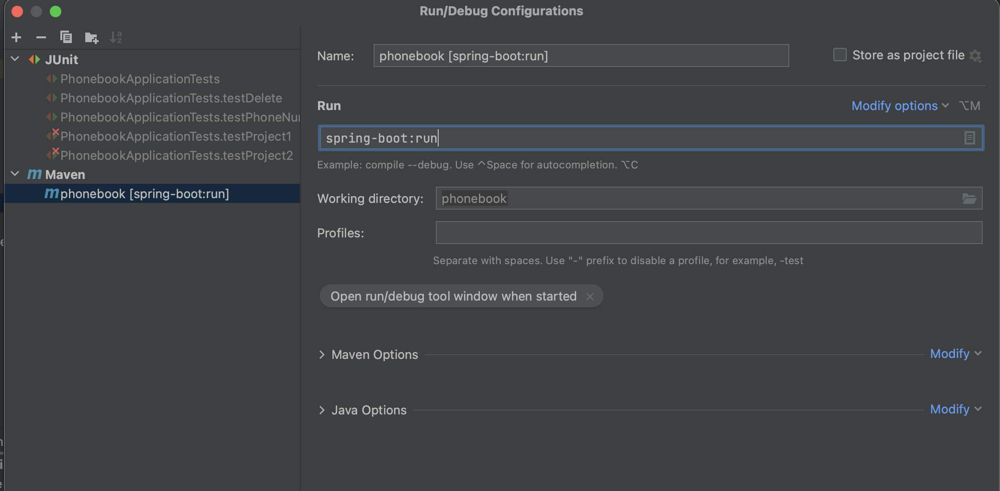 Run/Debug Configurations
JUnit
PhonebookApplicationTests
PhonebookApplicationTests.testDelete
PhonebookApplicationTests.testPhoneNu
PhonebookApplicationTests.testProject1
PhonebookApplicationTests.testProject2
Maven
phonebook [spring-boot:run]
Name: phonebook [spring-boot:run] Store as project file
Run Modify options ⌥M
spring-boot:run
Example: compile --debug. Use ^Space for autocompletion. ⌥C
Working directory: phonebook
Profiles:
Separate with spaces. Use "-" prefix to disable a profile, for example, -test
Open run/debug tool window when started
Maven Options Modify
Java Options Modify